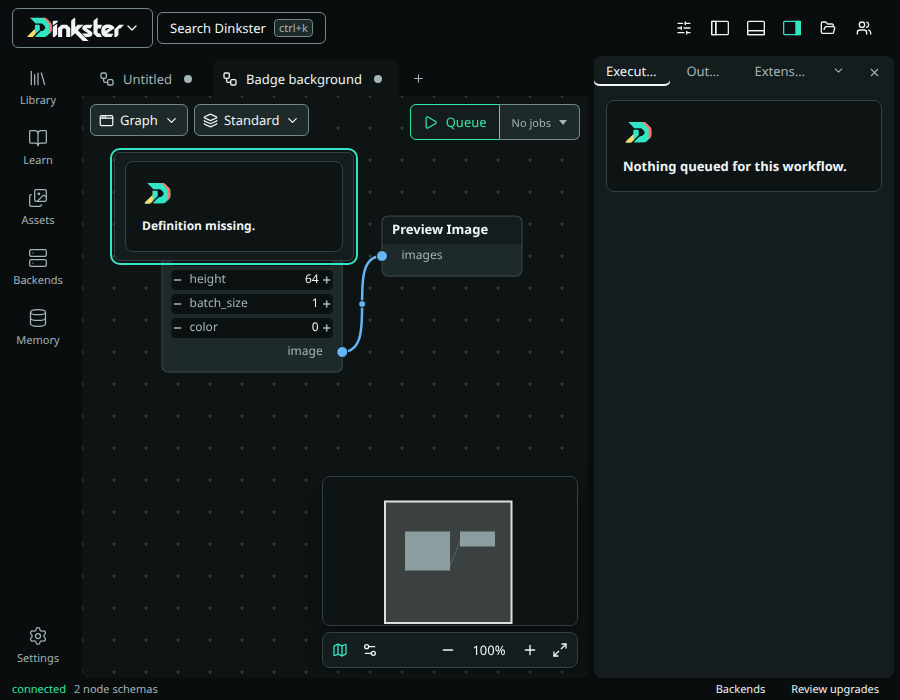 Dinkster
Search Dinkster ctrl+k
Library
Learn
Assets
Backends
Memory
Settings
Untitled
Badge background
Graph
Standard
Queue
No jobs
Definition missing.
height 64
batch_size 1
color 0
image
Preview Image
images
100%
Execut...
Out...
Extens...
Nothing queued for this workflow.
connected 2 node schemas
Backends
Review upgrades